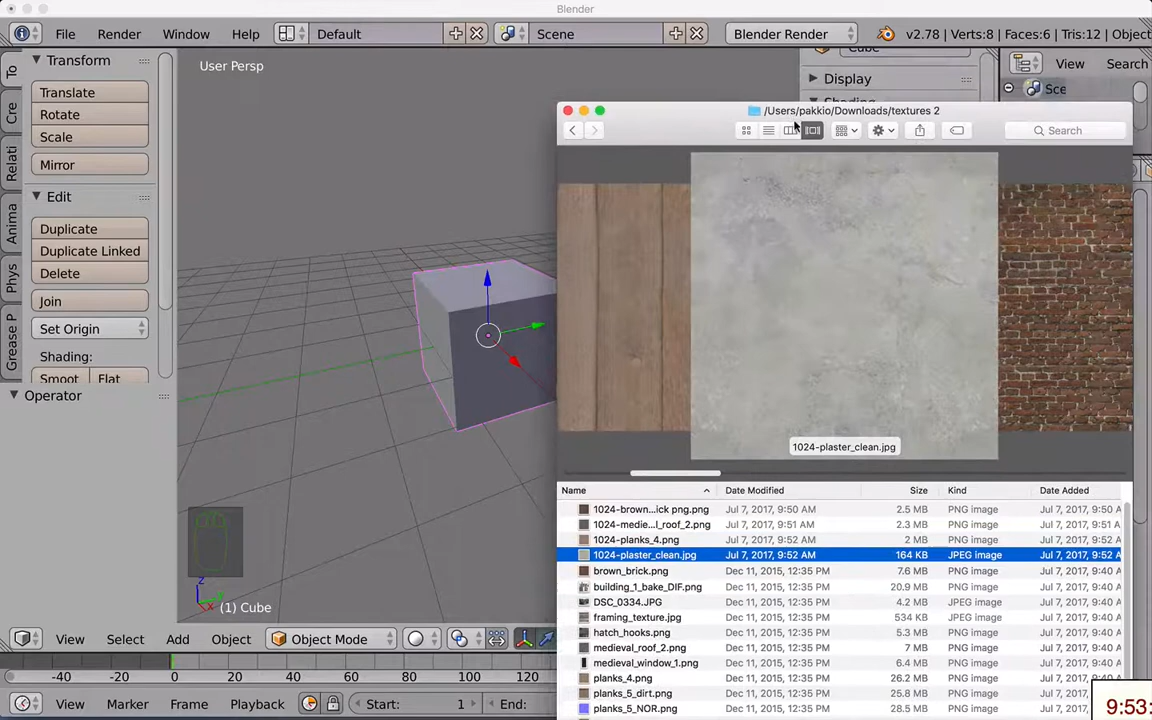 Blender
File Render Window Help Default Scene Blender Render v2.78 | Verts:8 | Faces:6 | Tris:12 | Object
Transform
Translate
Rotate
Scale
Mirror
Edit
Duplicate
Duplicate Linked
Delete
Join
Set Origin
Shading:
Smoot Flat
Operator
To
Cre
Relati
Anima
Phys
Grease P
User Persp
Cube
Display
View Search
Sce
/Users/pakkio/Downloads/textures 2
Search
1024-plaster_clean.jpg
Name Date Modified Size Kind Date Added
1024-brown...ick png.png Jul 7, 2017, 9:50 AM 2.5 MB PNG image Jul 7, 2017, 9:50 A
1024-medie...l_roof_2.png Jul 7, 2017, 9:51 AM 2.3 MB PNG image Jul 7, 2017, 9:51 A
1024-planks_4.png Jul 7, 2017, 9:52 AM 2 MB PNG image Jul 7, 2017, 9:52 A
1024-plaster_clean.jpg Jul 7, 2017, 9:52 AM 164 KB JPEG image Jul 7, 2017, 9:52 A
brown_brick.png Dec 11, 2015, 12:35 PM 7.6 MB PNG image Jul 7, 2017, 9:40 A
building_1_bake_DIF.png Dec 11, 2015, 12:35 PM 20.9 MB PNG image Jul 7, 2017, 9:40 A
DSC_0334.JPG Dec 11, 2015, 12:35 PM 4.2 MB JPEG image Jul 7, 2017, 9:40 A
framing_texture.jpg Dec 11, 2015, 12:35 PM 534 KB JPEG image Jul 7, 2017, 9:40 A
hatch_hooks.png Dec 11, 2015, 12:35 PM 5.3 MB PNG image Jul 7, 2017, 9:40 A
medieval_roof_2.png Dec 11, 2015, 12:35 PM 7 MB PNG image Jul 7, 2017, 9:40 A
medieval_window_1.png Dec 11, 2015, 12:35 PM 6.4 MB PNG image Jul 7, 2017, 9:40 A
planks_4.png Dec 11, 2015, 12:35 PM 26.2 MB PNG image Jul 7, 2017, 9:40 A
planks_5_dirt.png Dec 11, 2015, 12:35 PM 25.8 MB PNG image Jul 7, 2017, 9:40
planks_5_NOR.png Dec 11, 2015, 12:35 PM 8.3 MB PNG image Jul 7, 2017, 9:40
z
(1) Cube
View Select Add Object Object Mode
-40 -20 0 20 40 60 80 100 120
View Marker Frame Playback Start: 1 End:
9:53: